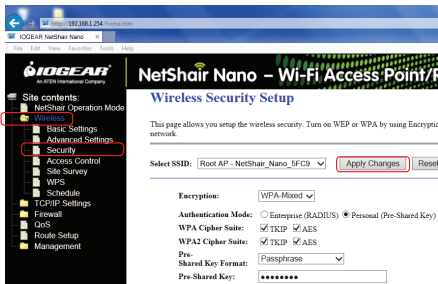 http://192.168.1.254/home.htm
IOGEAR NetShair Nano
File Edit View Favorites Tools Help
IOGEAR
An ATEN International Company
NetShair Nano – Wi-Fi Access Point/R
Site contents:
NetShair Operation Mode
Wireless
Basic Settings
Advanced Settings
Security
Access Control
Site Survey
WPS
Schedule
TCP/IP Settings
Firewall
QoS
Route Setup
Management
Wireless Security Setup
This page allows you setup the wireless security. Turn on WEP or WPA by using Encryptio
network.
Select SSID: Root AP - NetShair_Nano_5FC9 Apply Changes Reset
Encryption: WPA-Mixed
Authentication Mode: Enterprise (RADIUS) Personal (Pre-Shared Key)
WPA Cipher Suite: TKIP AES
WPA2 Cipher Suite: TKIP AES
Pre-
Shared Key Format: Passphrase
Pre-Shared Key: ●●●●●●●●